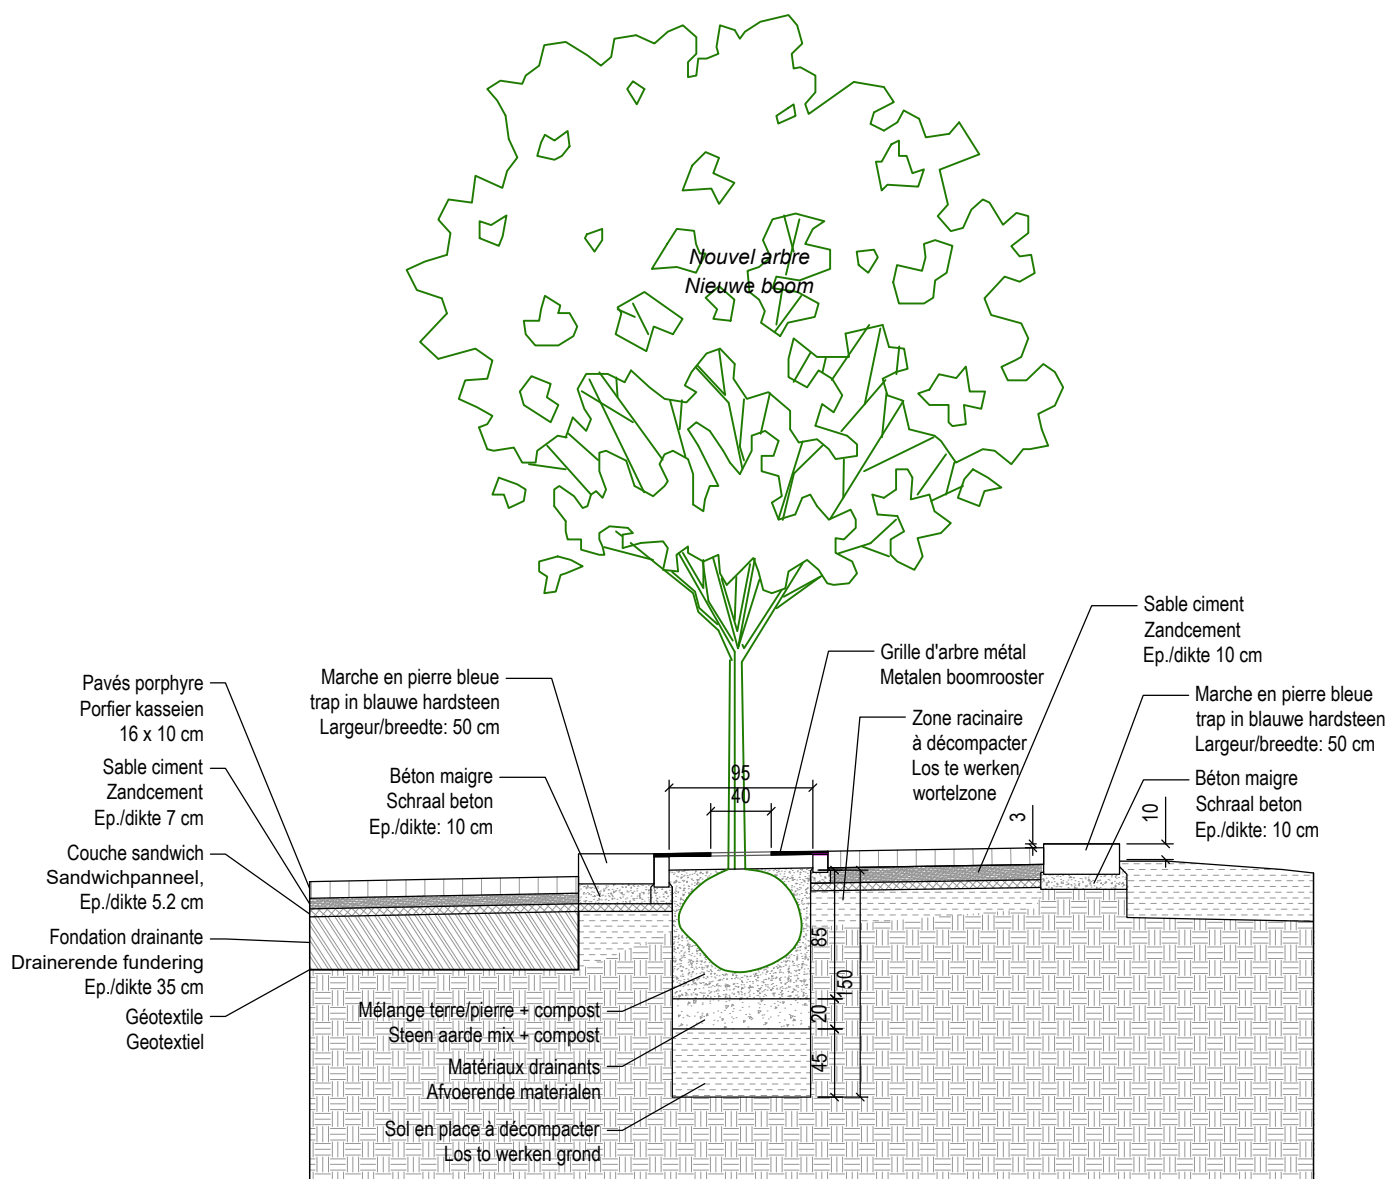 Nouvel arbre
Nieuwe boom
Sable ciment
Zandcement
Ep./dikte 10 cm
Grille d'arbre métal
Metalen boomrooster
Marche en pierre bleue
trap in blauwe hardsteen
Largeur/breedte: 50 cm
Pavés porphyre
Porfier kasseien
16 x 10 cm
Marche en pierre bleue
trap in blauwe hardsteen
Largeur/breedte: 50 cm
Zone racinaire
à décompacter
Los te werken
wortelzone
Sable ciment
Zandcement
Ep./dikte 7 cm
Béton maigre
Schraal beton
Ep./dikte: 10 cm
95
40
Béton maigre
Schraal beton
Ep./dikte: 10 cm
3
10
Couche sandwich
Sandwichpanneel,
Ep./dikte 5.2 cm
Fondation drainante
Drainerende fundering
Ep./dikte 35 cm
85
150
20
45
Géotextile
Geotextiel
Mélange terre/pierre + compost
Steen aarde mix + compost
Matériaux drainants
Afvoerende materialen
Sol en place à décompacter
Los to werken grond